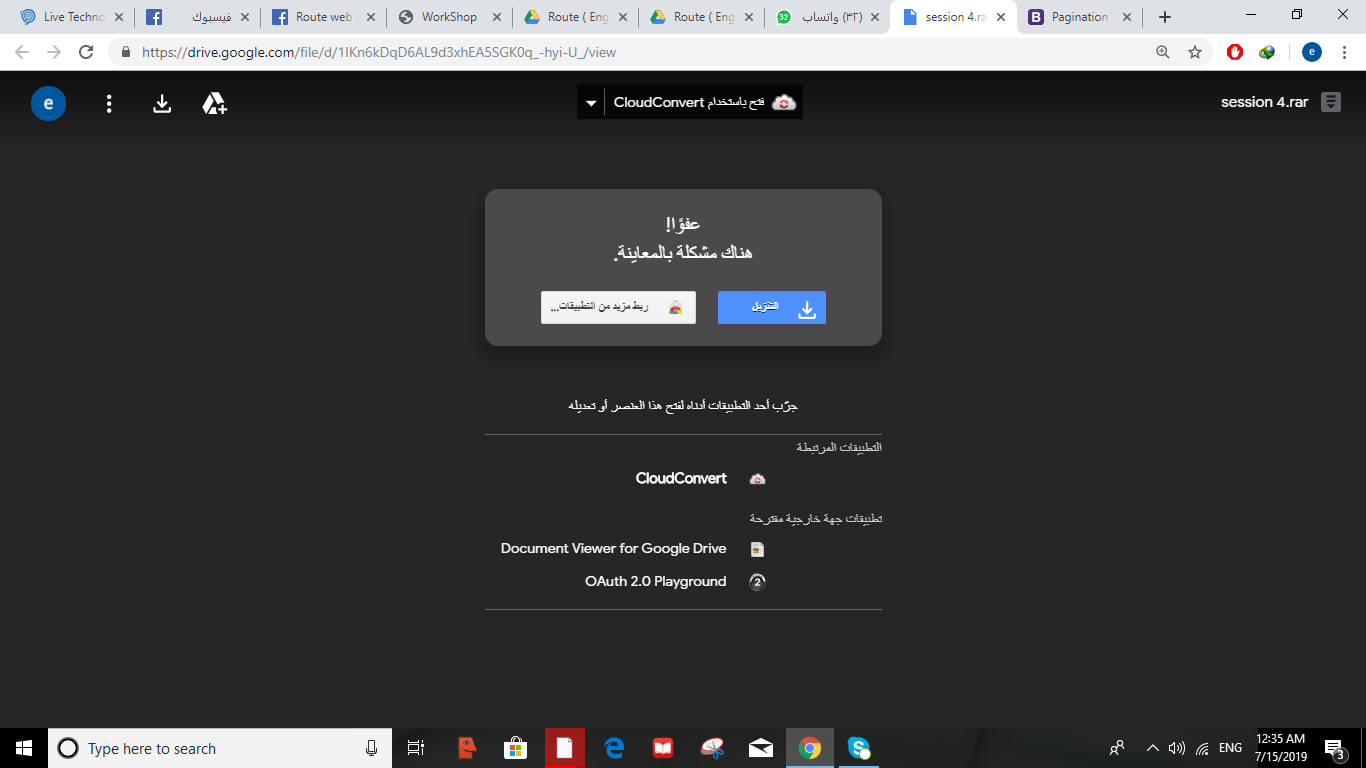 Live Techno
فيسبوك
Route web
WorkShop
Route ( Eng
Route ( Eng
(٣٢) واتساب
session 4.ra
Pagination
https://drive.google.com/file/d/1IKn6kDqD6AL9d3xhEA5SGK0q_-hyi-U_/view
e
e
فتح باستخدام CloudConvert
session 4.rar
عفوًا!
هناك مشكلة بالمعاينة.
التنزيل
ربط مزيد من التطبيقات...
جرّب أحد التطبيقات أدناه لفتح هذا العنصر أو تعديله
التطبيقات المرتبطة
CloudConvert
تطبيقات جهة خارجية مقترحة
Document Viewer for Google Drive
OAuth 2.0 Playground
Type here to search
ENG
12:35 AM
7/15/2019
3